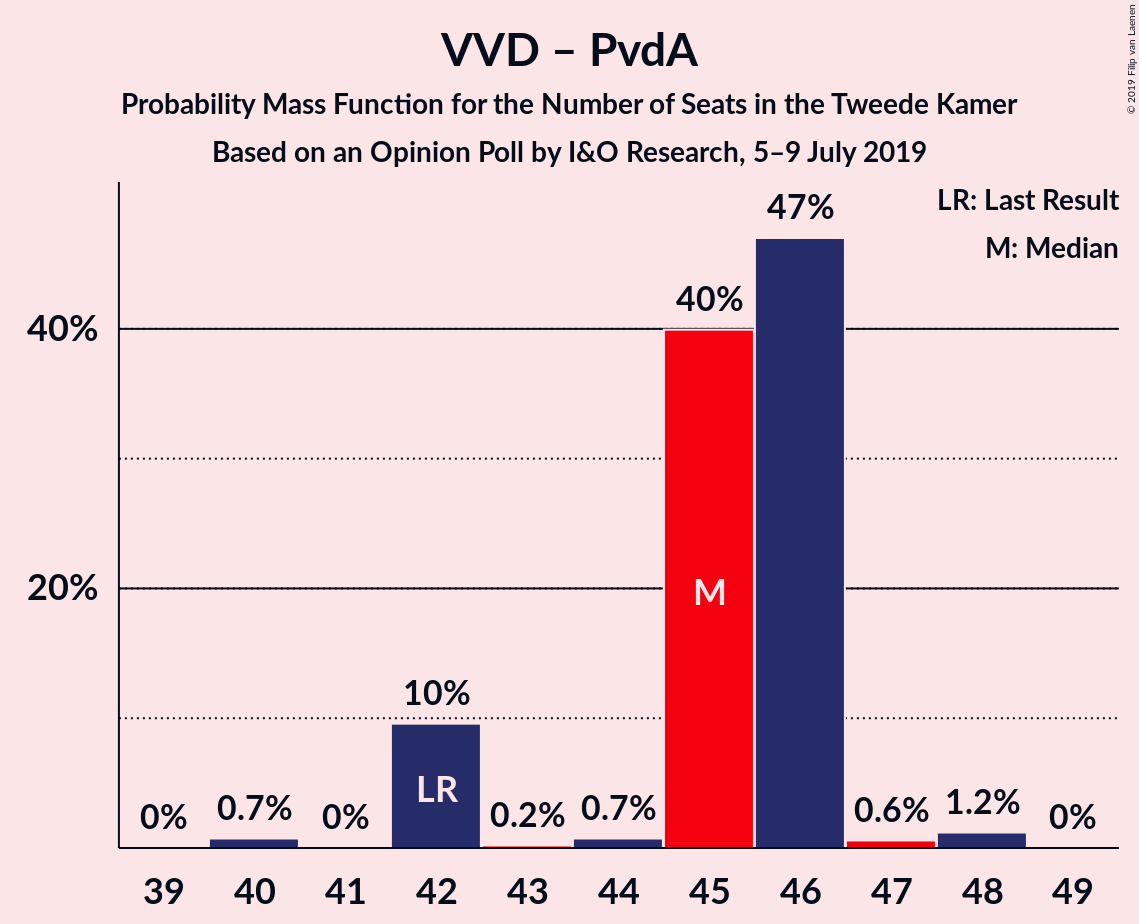 VVD – PvdA
Probability Mass Function for the Number of Seats in the Tweede Kamer
Based on an Opinion Poll by I&O Research, 5–9 July 2019
© 2019 Filip van Laenen
LR: Last Result
M: Median
47%
40%
40%
20%
M
10%
LR
0%
0.7%
0%
0.2%
0.7%
0.6%
1.2%
0%
39 40 41 42 43 44 45 46 47 48 49